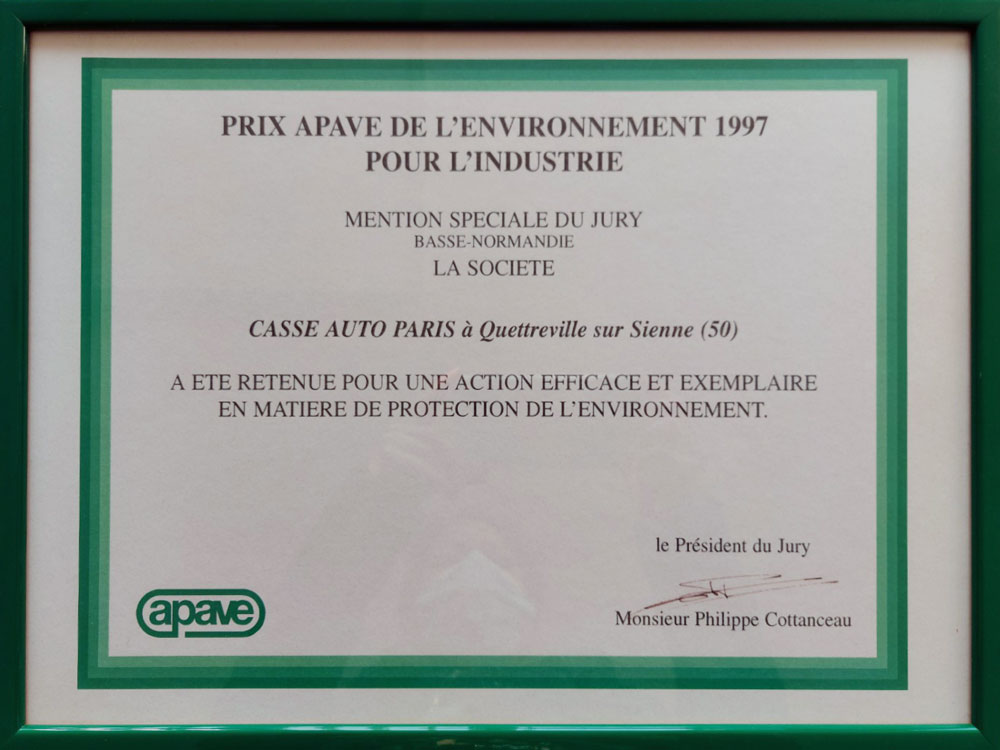 PRIX APAVE DE L'ENVIRONNEMENT 1997
POUR L'INDUSTRIE
MENTION SPECIALE DU JURY
BASSE-NORMANDIE
LA SOCIETE
CASSE AUTO PARIS à Quettreville sur Sienne (50)
A ETE RETENUE POUR UNE ACTION EFFICACE ET EXEMPLAIRE
EN MATIERE DE PROTECTION DE L'ENVIRONNEMENT.
le Président du Jury
Monsieur Philippe Cottanceau
apave